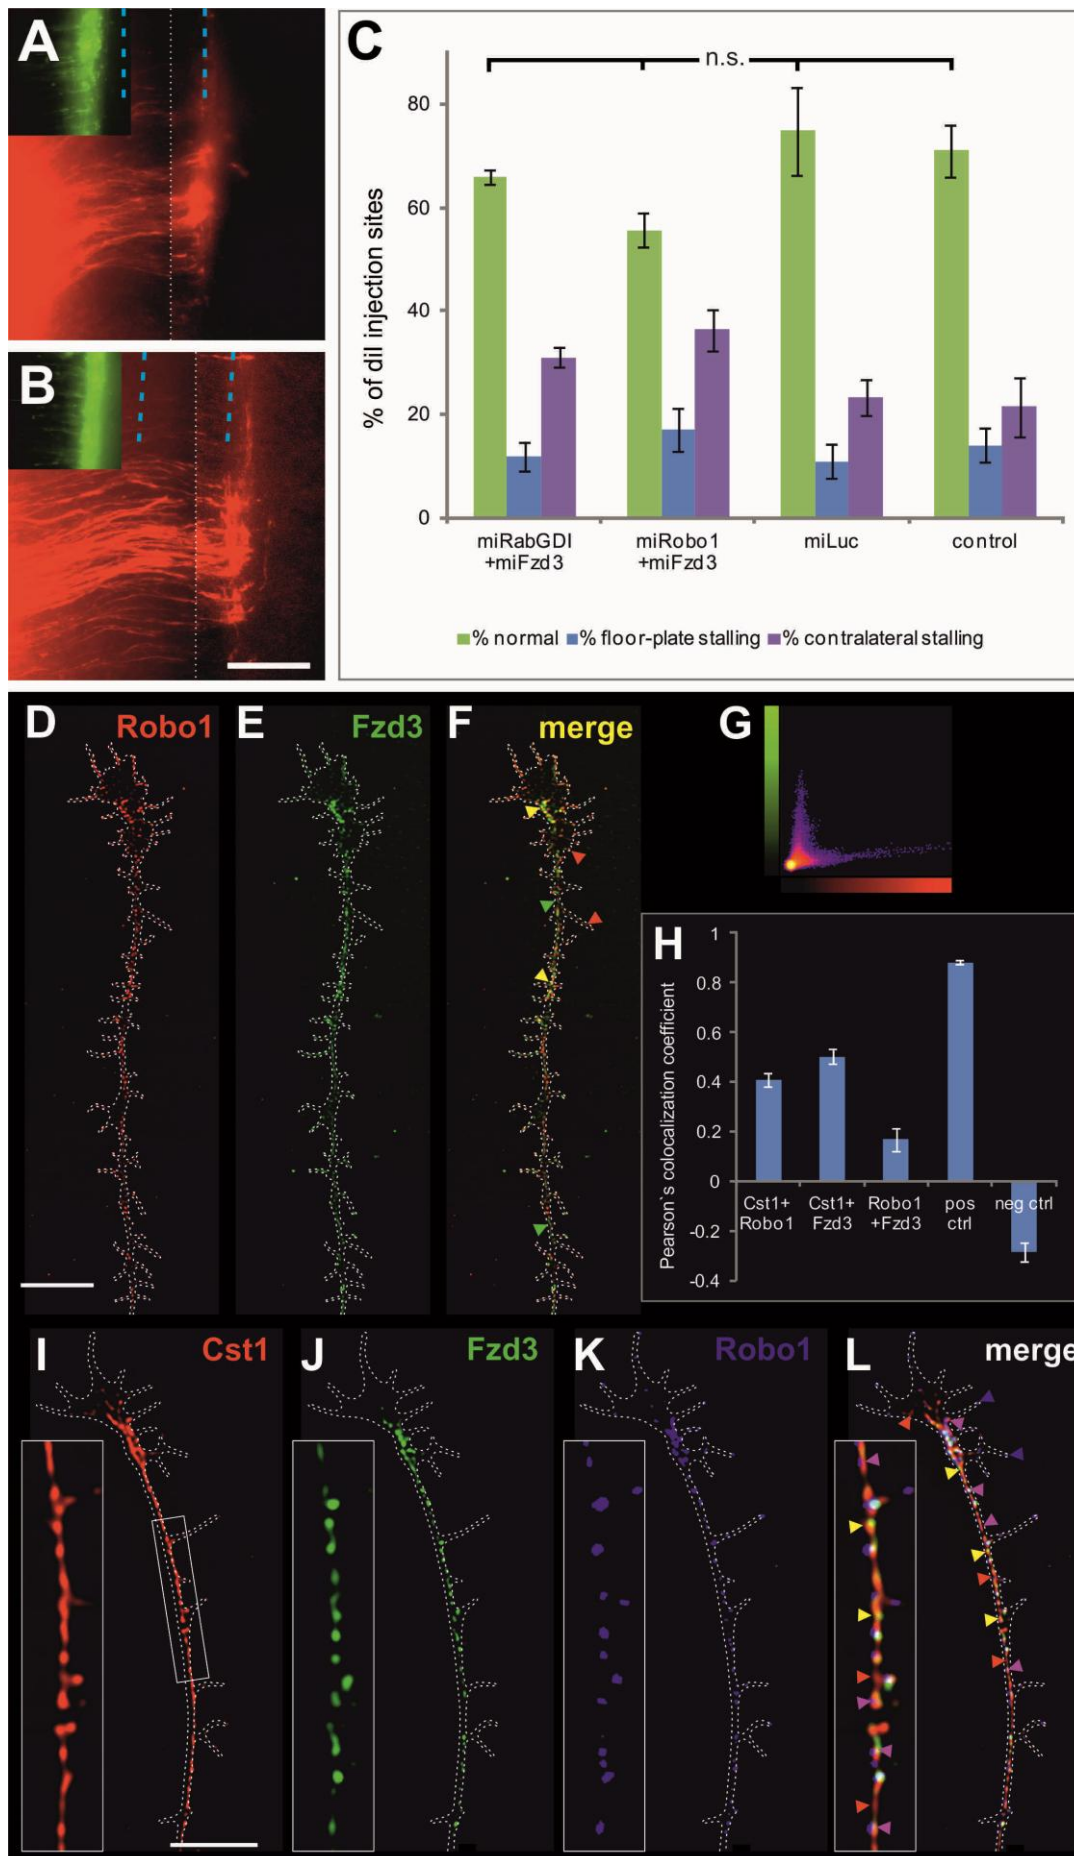 A
B
C
n.s.
80
60
40
20
0
% of diI injection sites
miRabGDI
+miFzd3
miRobo1
+miFzd3
miLuc
control
% normal
% floor-plate stalling
% contralateral stalling
D
Robo1
E
Fzd3
F
merge
G
H
Pearson`s colocalization coefficient
1
0.8
0.6
0.4
0.2
0
-0.2
-0.4
Cst1+
Robo1
Cst1+
Fzd3
Robo1
+Fzd3
pos
ctrl
neg ctrl
I
Cst1
J
Fzd3
K
Robo1
L
merge